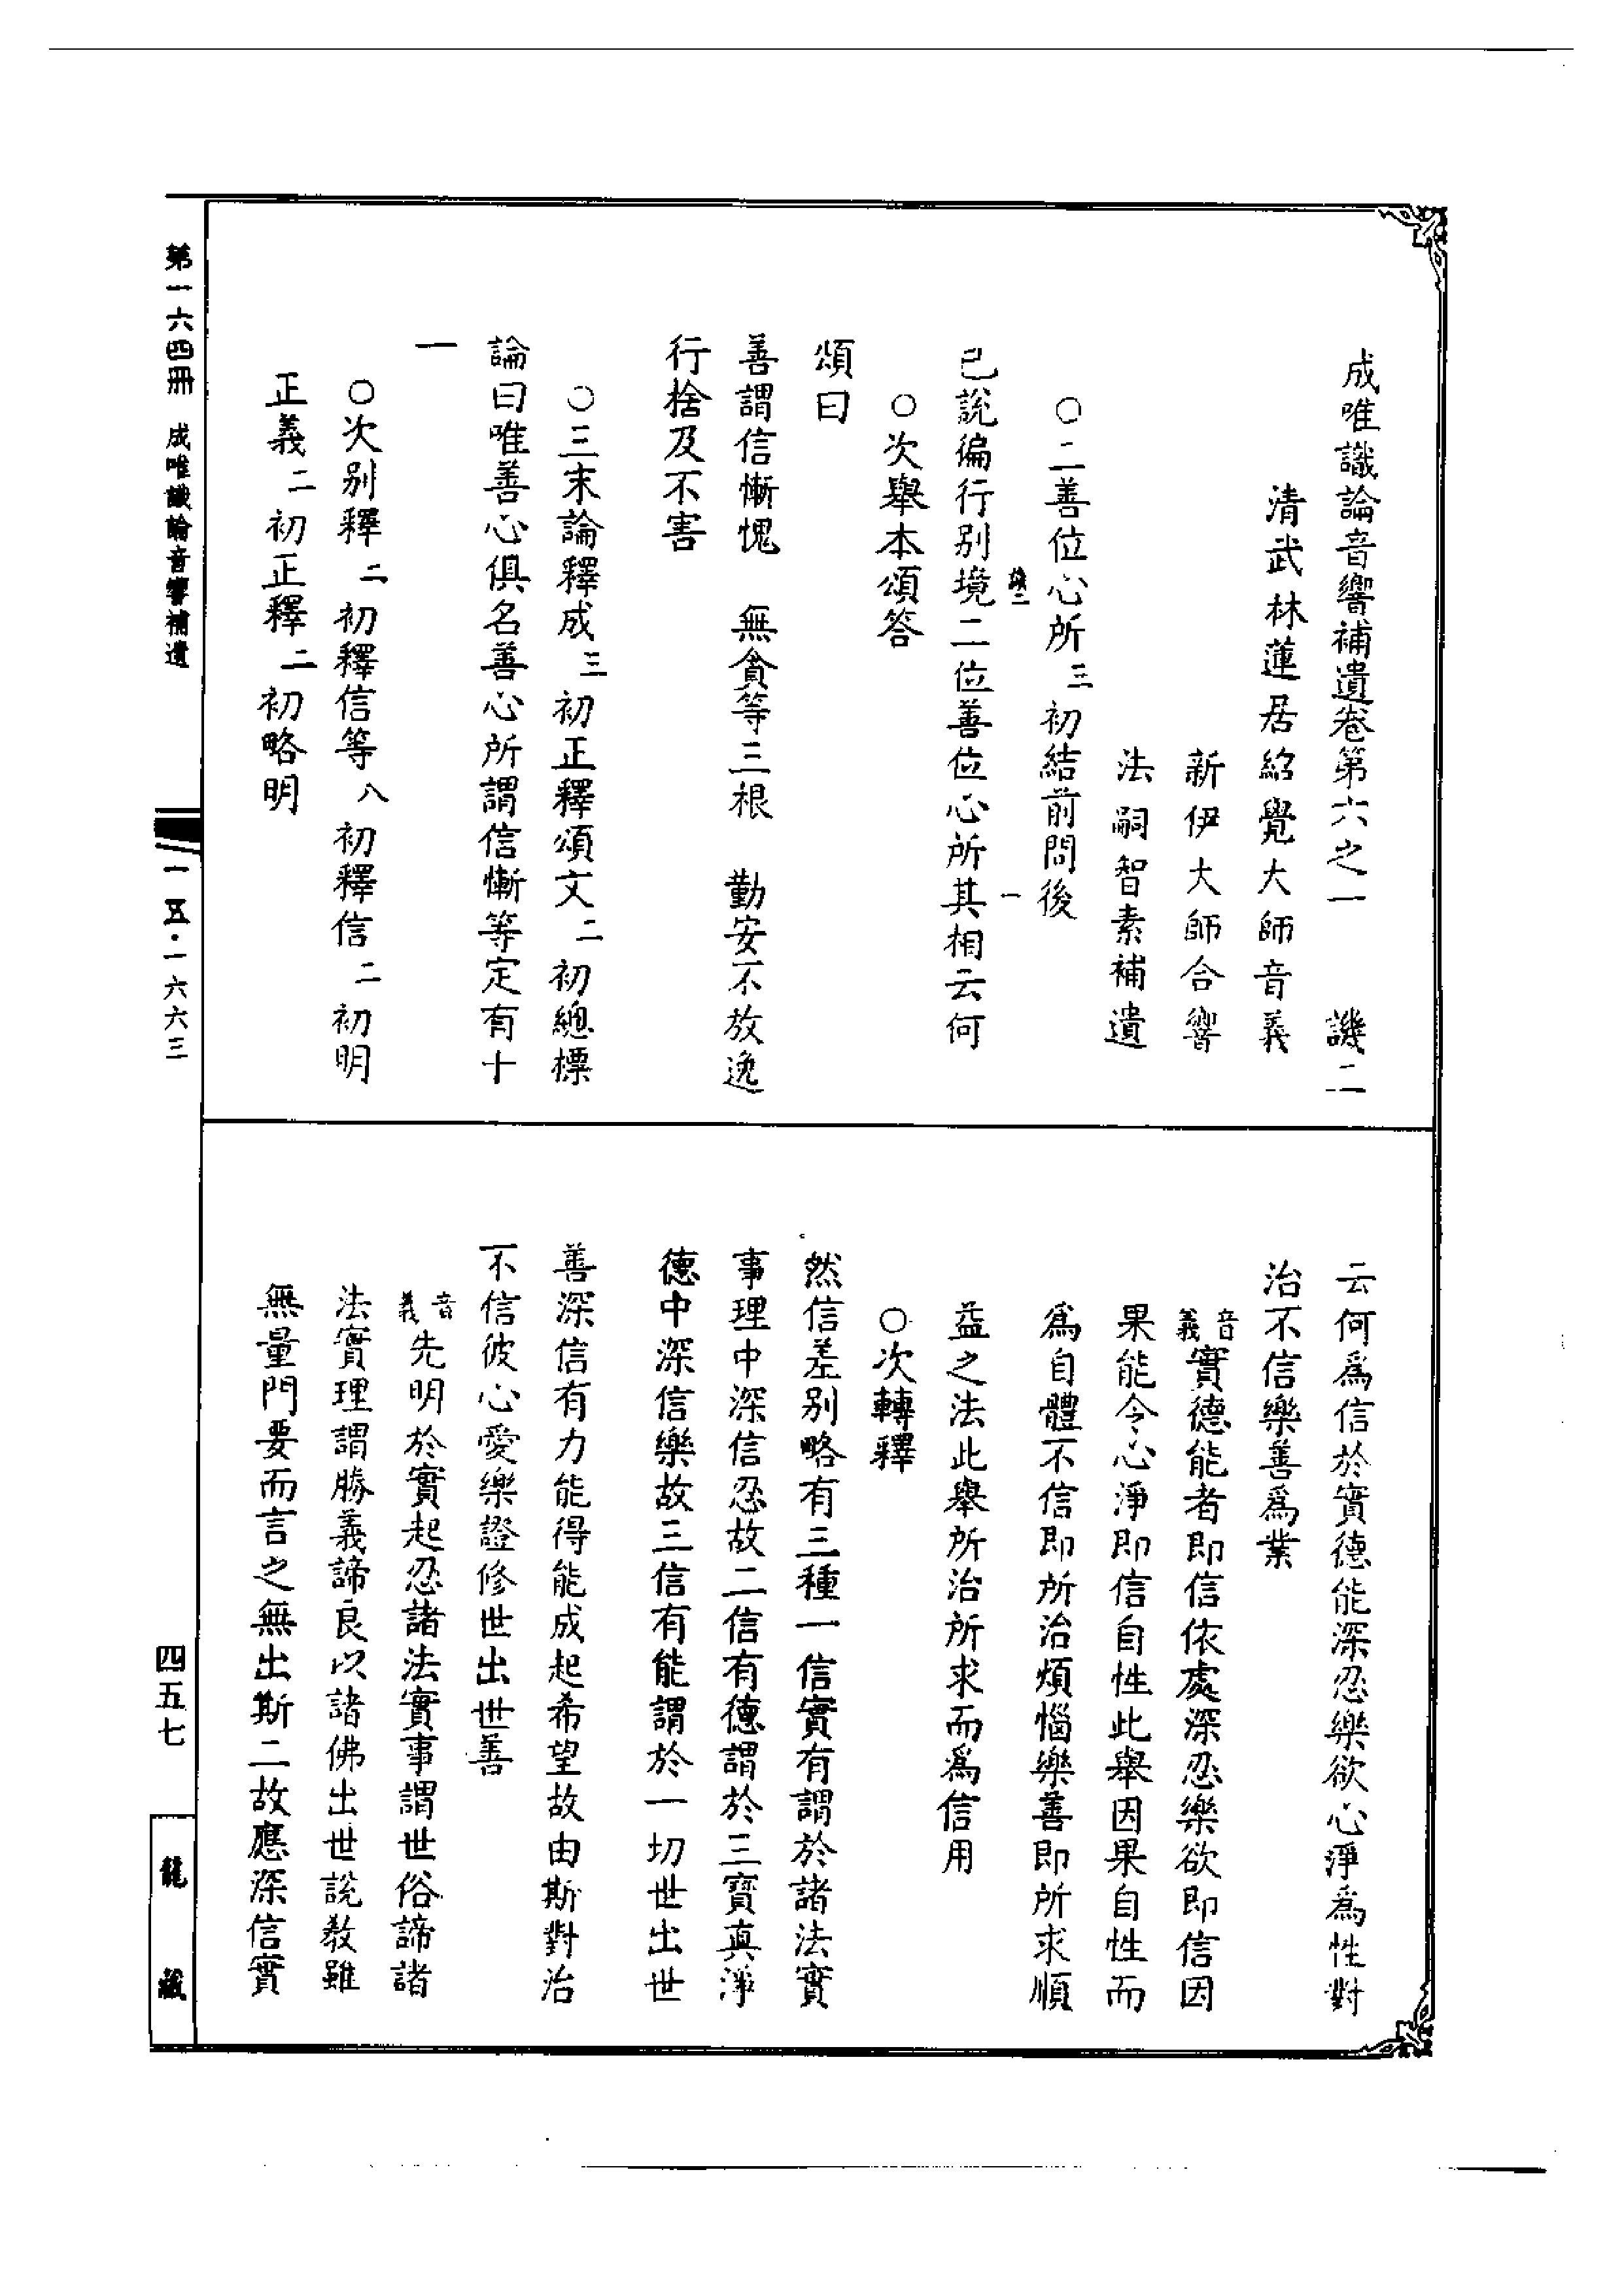 成唯識論音響補遺卷第六之一　譏二
清武林蓮居紹覺大師音義
新伊大師合響
法嗣智素補遺
○二善位心所三初結前問後
已說徧行別境二位善位心所其相云何
譏二　一
○次舉本頌答
頌曰
善謂信慚愧　無貪等三根　勤安不放逸
行捨及不害
○三末論釋成三初正釋頌文二初總標
論曰唯善心俱名善心所謂信慚等定有十
一
○次別釋二初釋信等八初釋信二初明
正義二初正釋二初略明
云何為信於實德能深忍樂欲心淨為性對
治不信樂善為業
音義實德能者即信依處深忍樂欲即信因
果能令心淨即信自性此舉因果自性而
為自體不信即所治煩惱樂善即所求順
益之法此舉所治所求而為信用
○次轉釋
然信差別略有三種一信實有謂於諸法實
事理中深信忍故二信有德謂於三寶真淨
德中深信樂故三信有能謂於一切世出世
善深信有力能得能成起希望故由斯對治
不信彼心愛樂證修世出世善
音義先明於實起忍諸法實事謂世俗諦諸
法實理謂勝義諦良以諸佛出世說教雖
無量門要而言之無出斯二故應深信實
第一六四冊　成唯識論音響補遺
一五·一六六三
四五七
龍藏